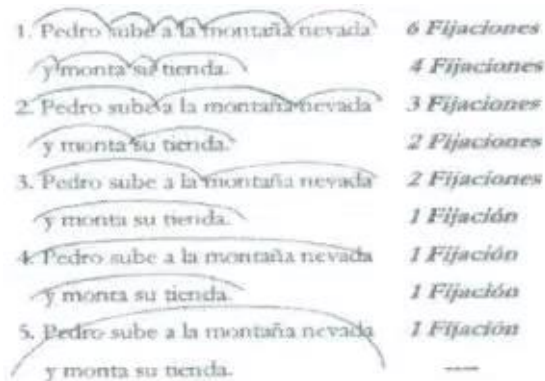 1. Pedro sube a la montaña nevada 6 Fijaciones
y monta su tienda. 4 Fijaciones
2. Pedro sube a la montaña nevada 3 Fijaciones
y monta su tienda. 2 Fijaciones
3. Pedro sube a la montaña nevada 2 Fijaciones
y monta su tienda. 1 Fijación
4. Pedro sube a la montaña nevada 1 Fijación
y monta su tienda. 1 Fijación
5. Pedro sube a la montaña nevada 1 Fijación
y monta su tienda. ----